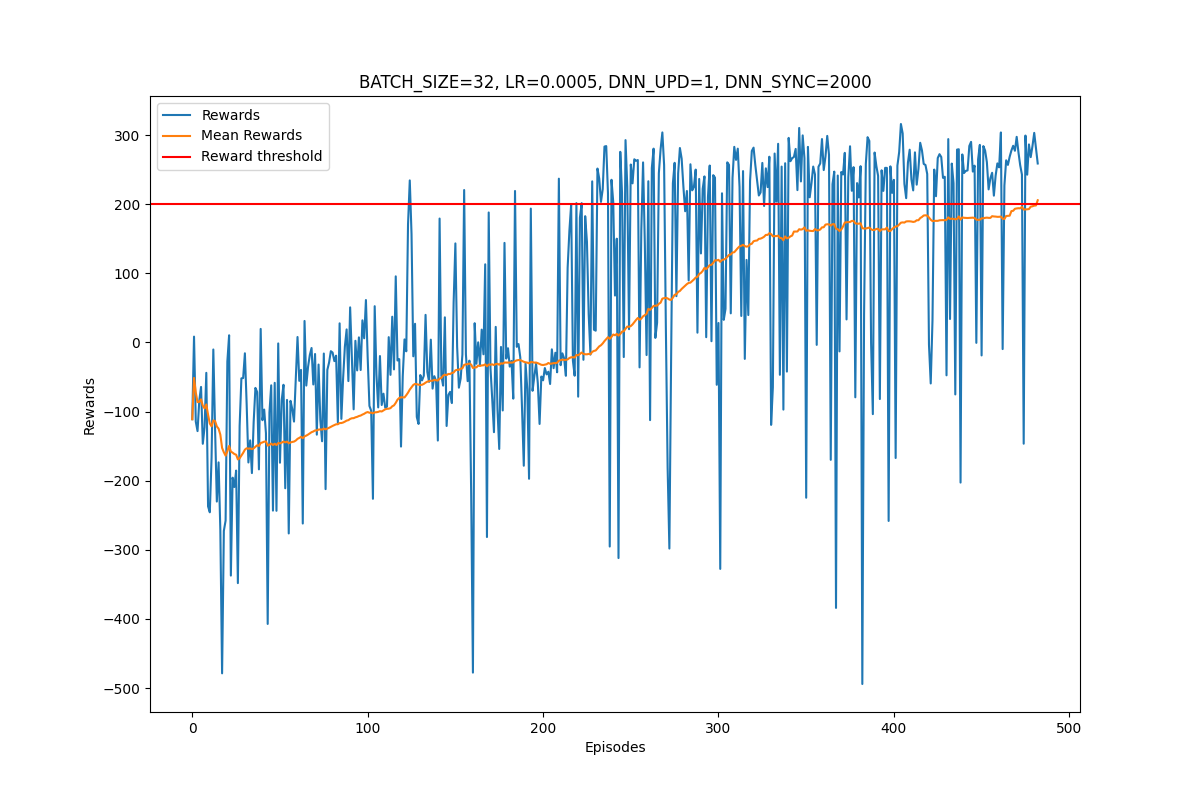 BATCH_SIZE=32, LR=0.0005, DNN_UPD=1, DNN_SYNC=2000
Rewards
Mean Rewards
Reward threshold
300
200
100
0
−100
−200
−300
−400
−500
Rewards
0
100
200
300
400
500
Episodes